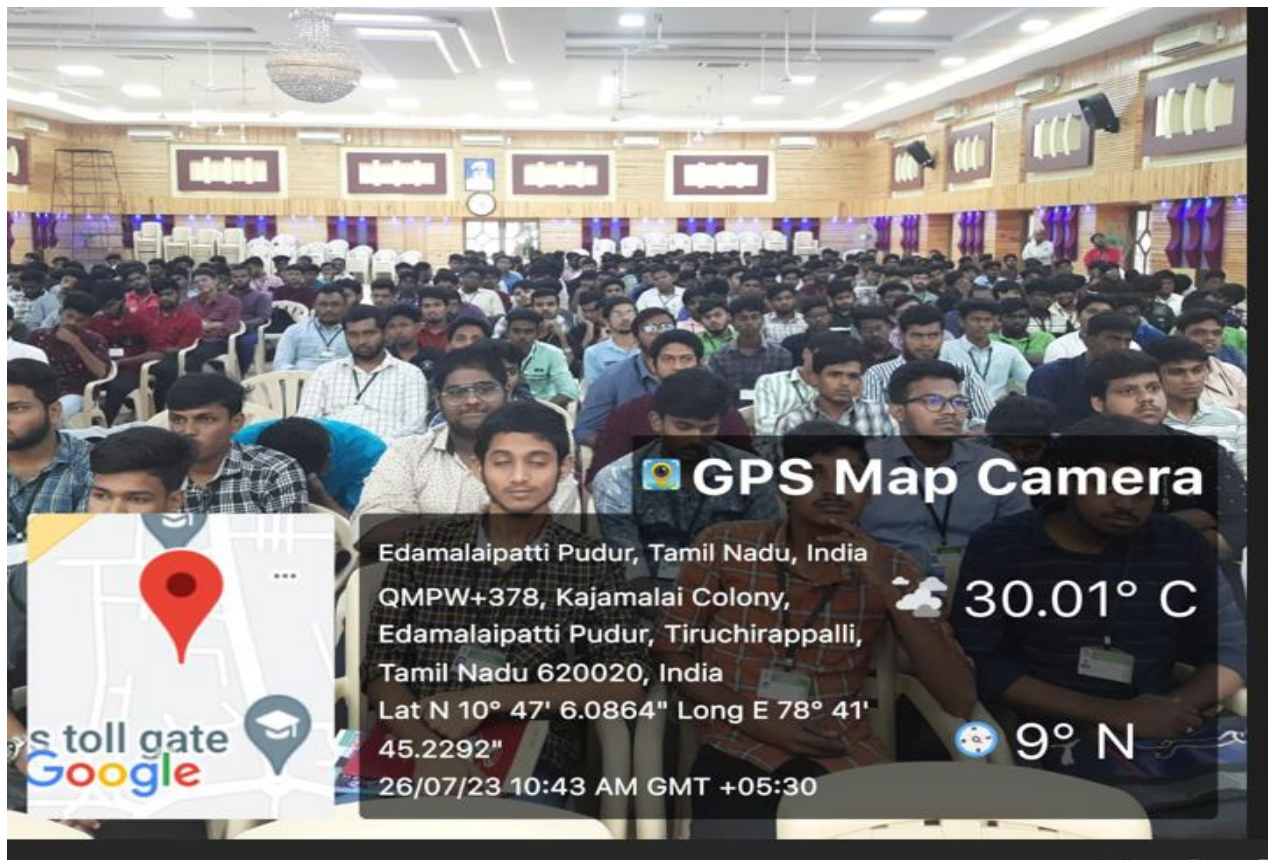 GPS Map Camera
Edamalaipatti Pudur, Tamil Nadu, India
QMPW+378, Kajamalai Colony,
Edamalaipatti Pudur, Tiruchirappalli,
Tamil Nadu 620020, India
Lat N 10° 47' 6.0864" Long E 78° 41'
45.2292"
26/07/23 10:43 AM GMT +05:30
30.01° C
9° N
s toll gate
Google